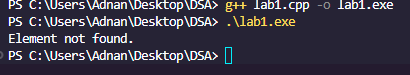 PS C:\Users\Adnan\Desktop\DSA> g++ lab1.cpp -o lab1.exe
PS C:\Users\Adnan\Desktop\DSA> .\lab1.exe
Element not found.
PS C:\Users\Adnan\Desktop\DSA>